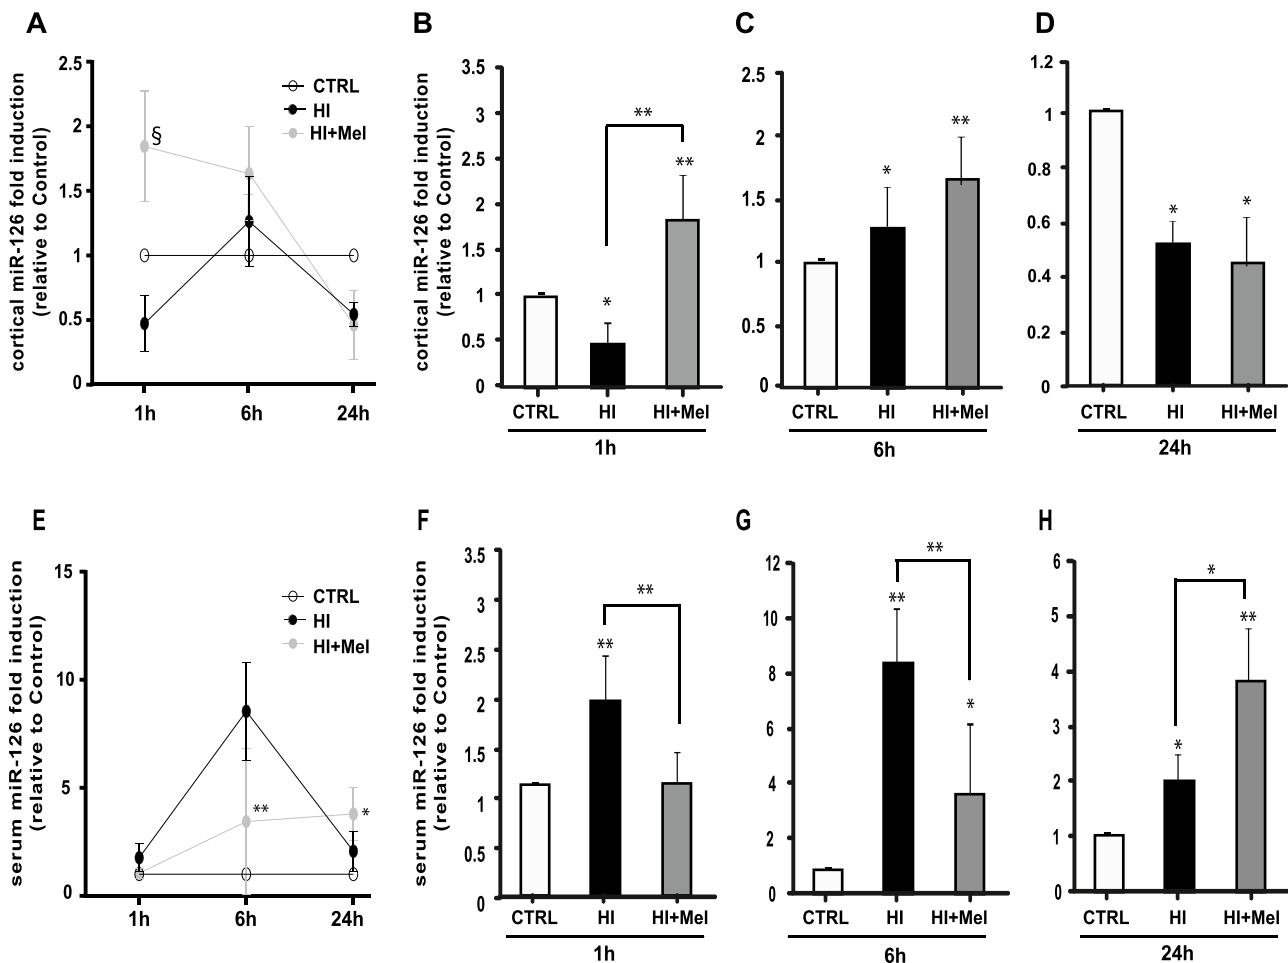 A
cortical miR-126 fold induction
(relative to Control)
2.5
2
1.5
1
0.5
0
CTRL
HI
HI+Mel
§
1h 6h 24h
B
cortical miR-126 fold induction
(relative to Control)
3.5
3
3.5
2
1.5
1
0.5
0
**
*
**
CTRL HI HI+Mel
1h
C
2.5
2.0
1.5
1
0.5
0
*
**
CTRL HI HI+Mel
6h
D
1.2
1
0.8
0.6
0.4
0.2
0
*
*
CTRL HI HI+Mel
24h
E
serum miR-126 fold induction
(relative to Control)
15
10
5
0
CTRL
HI
HI+Mel
**
*
1h 6h 24h
F
serum miR-126 fold induction
(relative to Control)
3.5
3
2.5
2
1.5
1
0.5
0
**
**
CTRL HI HI+Mel
1h
G
12
10
8
6
4
2
0
**
**
*
CTRL HI HI+Mel
6h
H
6
5
4
3
2
1
0
*
**
*
CTRL HI HI+Mel
24h